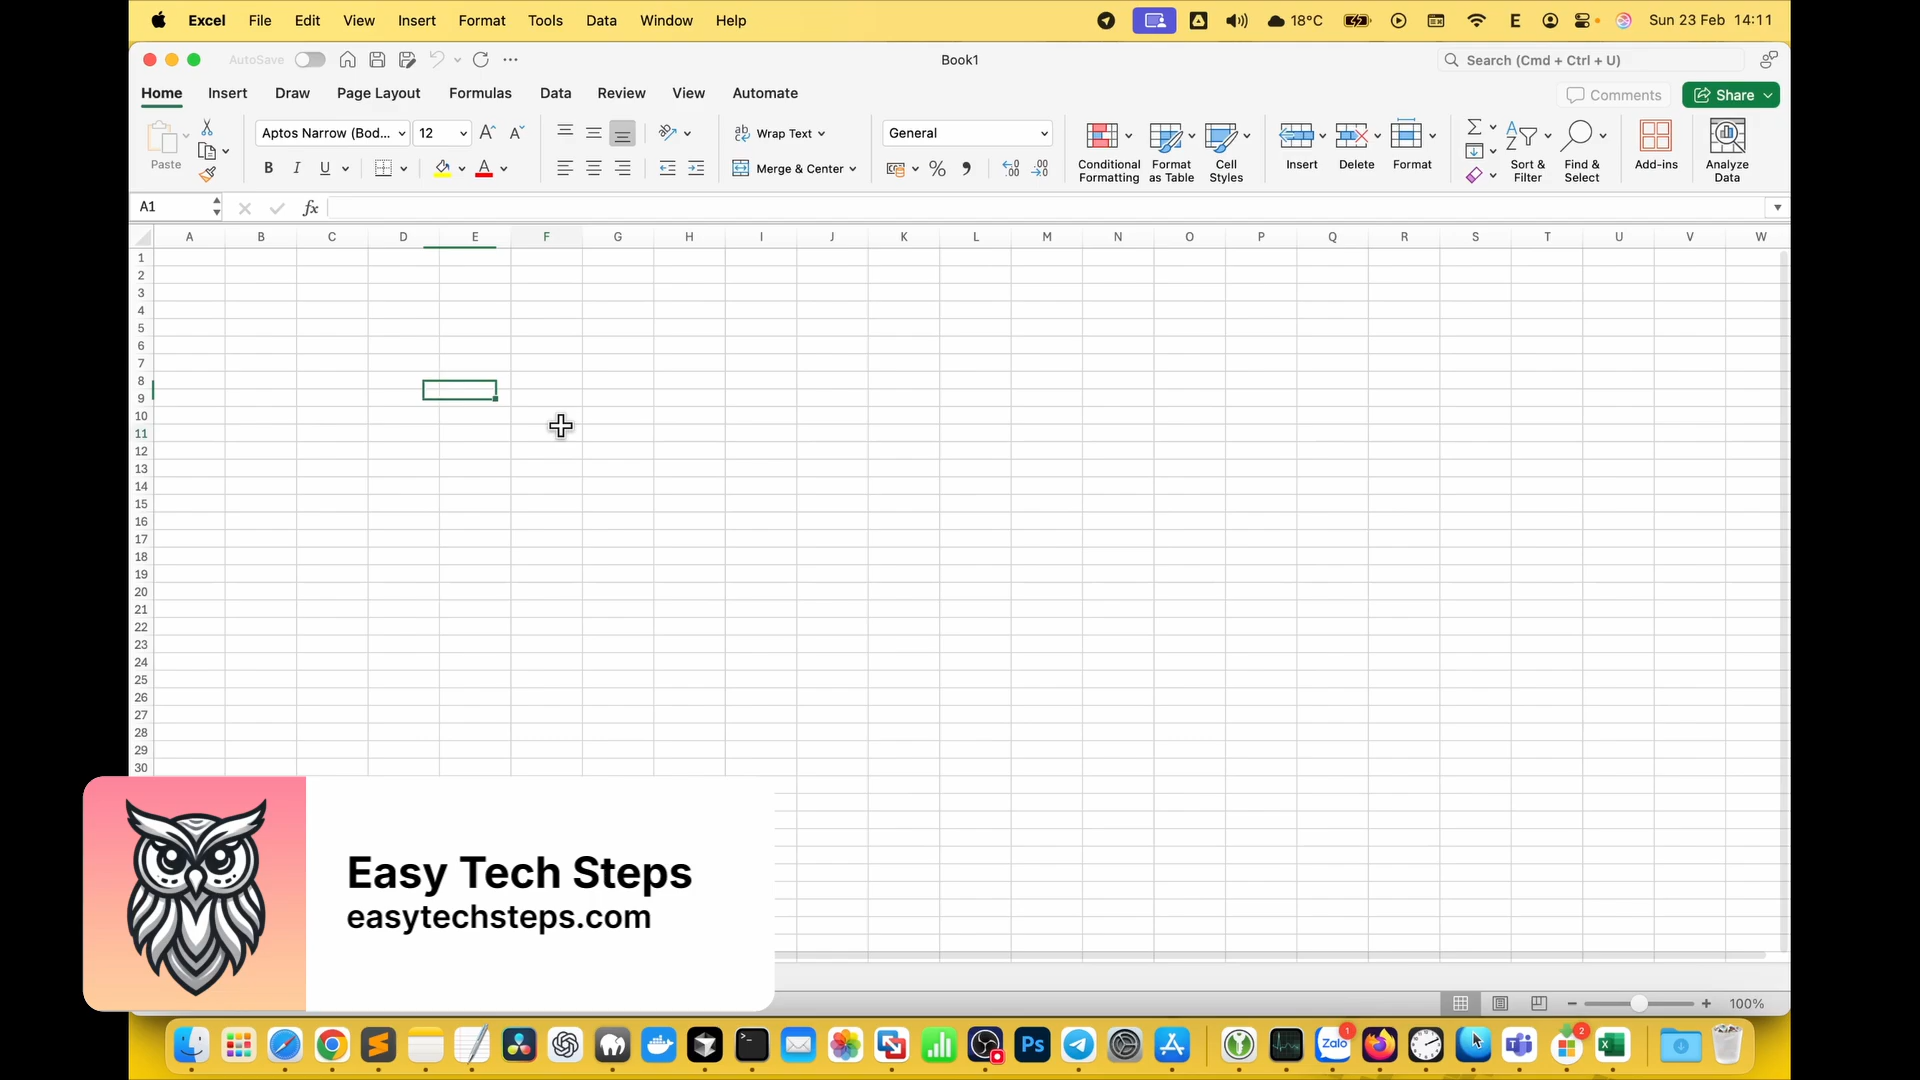 Excel File Edit View Insert Format Tools Data Window Help
18°C E Sun 23 Feb 14:11
AutoSave Book1 Search (Cmd + Ctrl + U)
Home Insert Draw Page Layout Formulas Data Review View Automate Comments Share
Paste Aptos Narrow (Bod... 12 Wrap Text General
B I U A Merge & Center % Conditional Formatting Format as Table Cell Styles Insert Delete Format Sort & Filter Find & Select Add-ins Analyze Data
A1 fx
A B C D E F G H I J K L M N O P Q R S T U V W
1
2
3
4
5
6
7
8
9
10
11
12
13
14
15
16
17
18
19
20
21
22
23
24
25
26
27
28
29
30
Easy Tech Steps
easytechsteps.com
100%
Ps Zalo 1 2